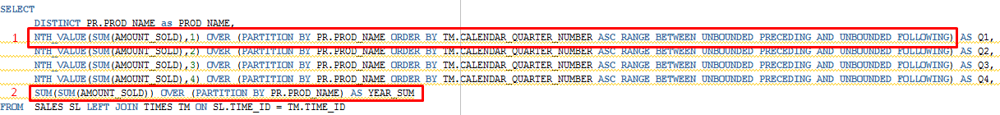 SELECT
DISTINCT PR.PROD_NAME as PROD_NAME,
1 NTH_VALUE(SUM(AMOUNT_SOLD),1) OVER (PARTITION BY PR.PROD_NAME ORDER BY TM.CALENDAR_QUARTER_NUMBER ASC RANGE BETWEEN UNBOUNDED PRECEDING AND UNBOUNDED FOLLOWING) AS Q1,
NTH_VALUE(SUM(AMOUNT_SOLD),2) OVER (PARTITION BY PR.PROD_NAME ORDER BY TM.CALENDAR_QUARTER_NUMBER ASC RANGE BETWEEN UNBOUNDED PRECEDING AND UNBOUNDED FOLLOWING) AS Q2,
NTH_VALUE(SUM(AMOUNT_SOLD),3) OVER (PARTITION BY PR.PROD_NAME ORDER BY TM.CALENDAR_QUARTER_NUMBER ASC RANGE BETWEEN UNBOUNDED PRECEDING AND UNBOUNDED FOLLOWING) AS Q3,
NTH_VALUE(SUM(AMOUNT_SOLD),4) OVER (PARTITION BY PR.PROD_NAME ORDER BY TM.CALENDAR_QUARTER_NUMBER ASC RANGE BETWEEN UNBOUNDED PRECEDING AND UNBOUNDED FOLLOWING) AS Q4,
2 SUM(SUM(AMOUNT_SOLD)) OVER (PARTITION BY PR.PROD_NAME) AS YEAR_SUM
FROM SALES SL LEFT JOIN TIMES TM ON SL.TIME_ID = TM.TIME_ID